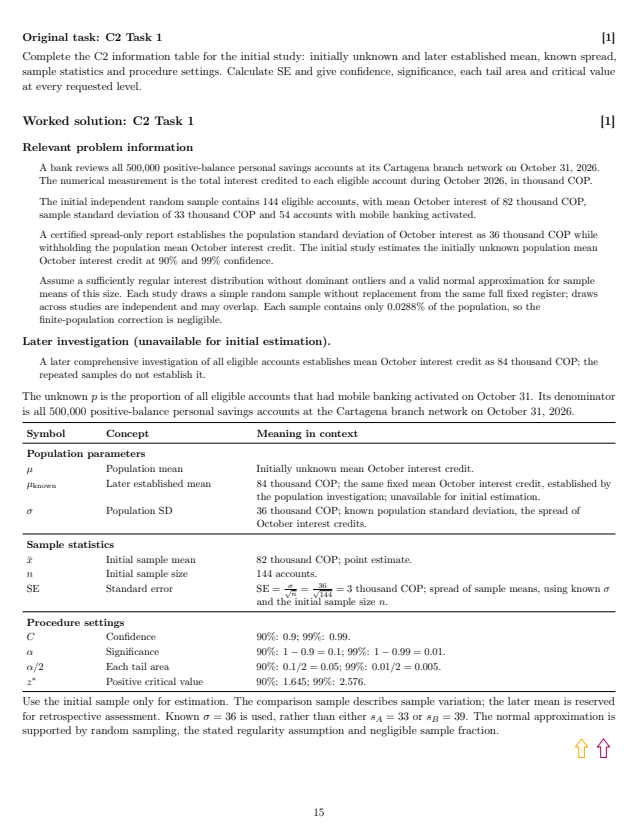 Original task: C2 Task 1 [1]
Complete the C2 information table for the initial study: initially unknown and later established mean, known spread,
sample statistics and procedure settings. Calculate SE and give confidence, significance, each tail area and critical value
at every requested level.
Worked solution: C2 Task 1 [1]
Relevant problem information
A bank reviews all 500,000 positive-balance personal savings accounts at its Cartagena branch network on October 31, 2026.
The numerical measurement is the total interest credited to each eligible account during October 2026, in thousand COP.
The initial independent random sample contains 144 eligible accounts, with mean October interest of 82 thousand COP,
sample standard deviation of 33 thousand COP and 54 accounts with mobile banking activated.
A certified spread-only report establishes the population standard deviation of October interest as 36 thousand COP while
withholding the population mean October interest credit. The initial study estimates the initially unknown population mean
October interest credit at 90% and 99% confidence.
Assume a sufficiently regular interest distribution without dominant outliers and a valid normal approximation for sample
means of this size. Each study draws a simple random sample without replacement from the same full fixed register; draws
across studies are independent and may overlap. Each sample contains only 0.0288% of the population, so the
finite-population correction is negligible.
Later investigation (unavailable for initial estimation).
A later comprehensive investigation of all eligible accounts establishes mean October interest credit as 84 thousand COP; the
repeated samples do not establish it.
The unknown p is the proportion of all eligible accounts that had mobile banking activated on October 31. Its denominator
is all 500,000 positive-balance personal savings accounts at the Cartagena branch network on October 31, 2026.
Symbol Concept Meaning in context
Population parameters
μ Population mean Initially unknown mean October interest credit.
μknown Later established mean 84 thousand COP; the same fixed mean October interest credit, established by
the population investigation; unavailable for initial estimation.
σ Population SD 36 thousand COP; known population standard deviation, the spread of
October interest credits.
Sample statistics
x̄ Initial sample mean 82 thousand COP; point estimate.
n Initial sample size 144 accounts.
SE Standard error SE = σ/√n = 36/√144 = 3 thousand COP; spread of sample means, using known σ
and the initial sample size n.
Procedure settings
C Confidence 90%: 0.9; 99%: 0.99.
α Significance 90%: 1 − 0.9 = 0.1; 99%: 1 − 0.99 = 0.01.
α/2 Each tail area 90%: 0.1/2 = 0.05; 99%: 0.01/2 = 0.005.
z* Positive critical value 90%: 1.645; 99%: 2.576.
Use the initial sample only for estimation. The comparison sample describes sample variation; the later mean is reserved
for retrospective assessment. Known σ = 36 is used, rather than either sA = 33 or sB = 39. The normal approximation is
supported by random sampling, the stated regularity assumption and negligible sample fraction.
15